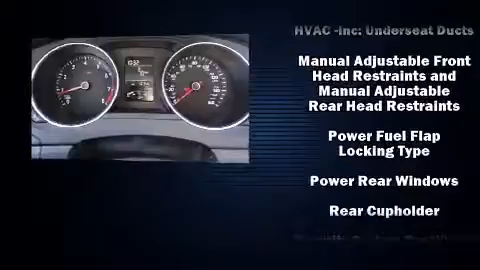 HVAC -inc: Underseat Ducts
Manual Adjustable Front
Head Restraints and
Manual Adjustable
Rear Head Restraints
Power Fuel Flap
Locking Type
Power Rear Windows
Rear Cupholder